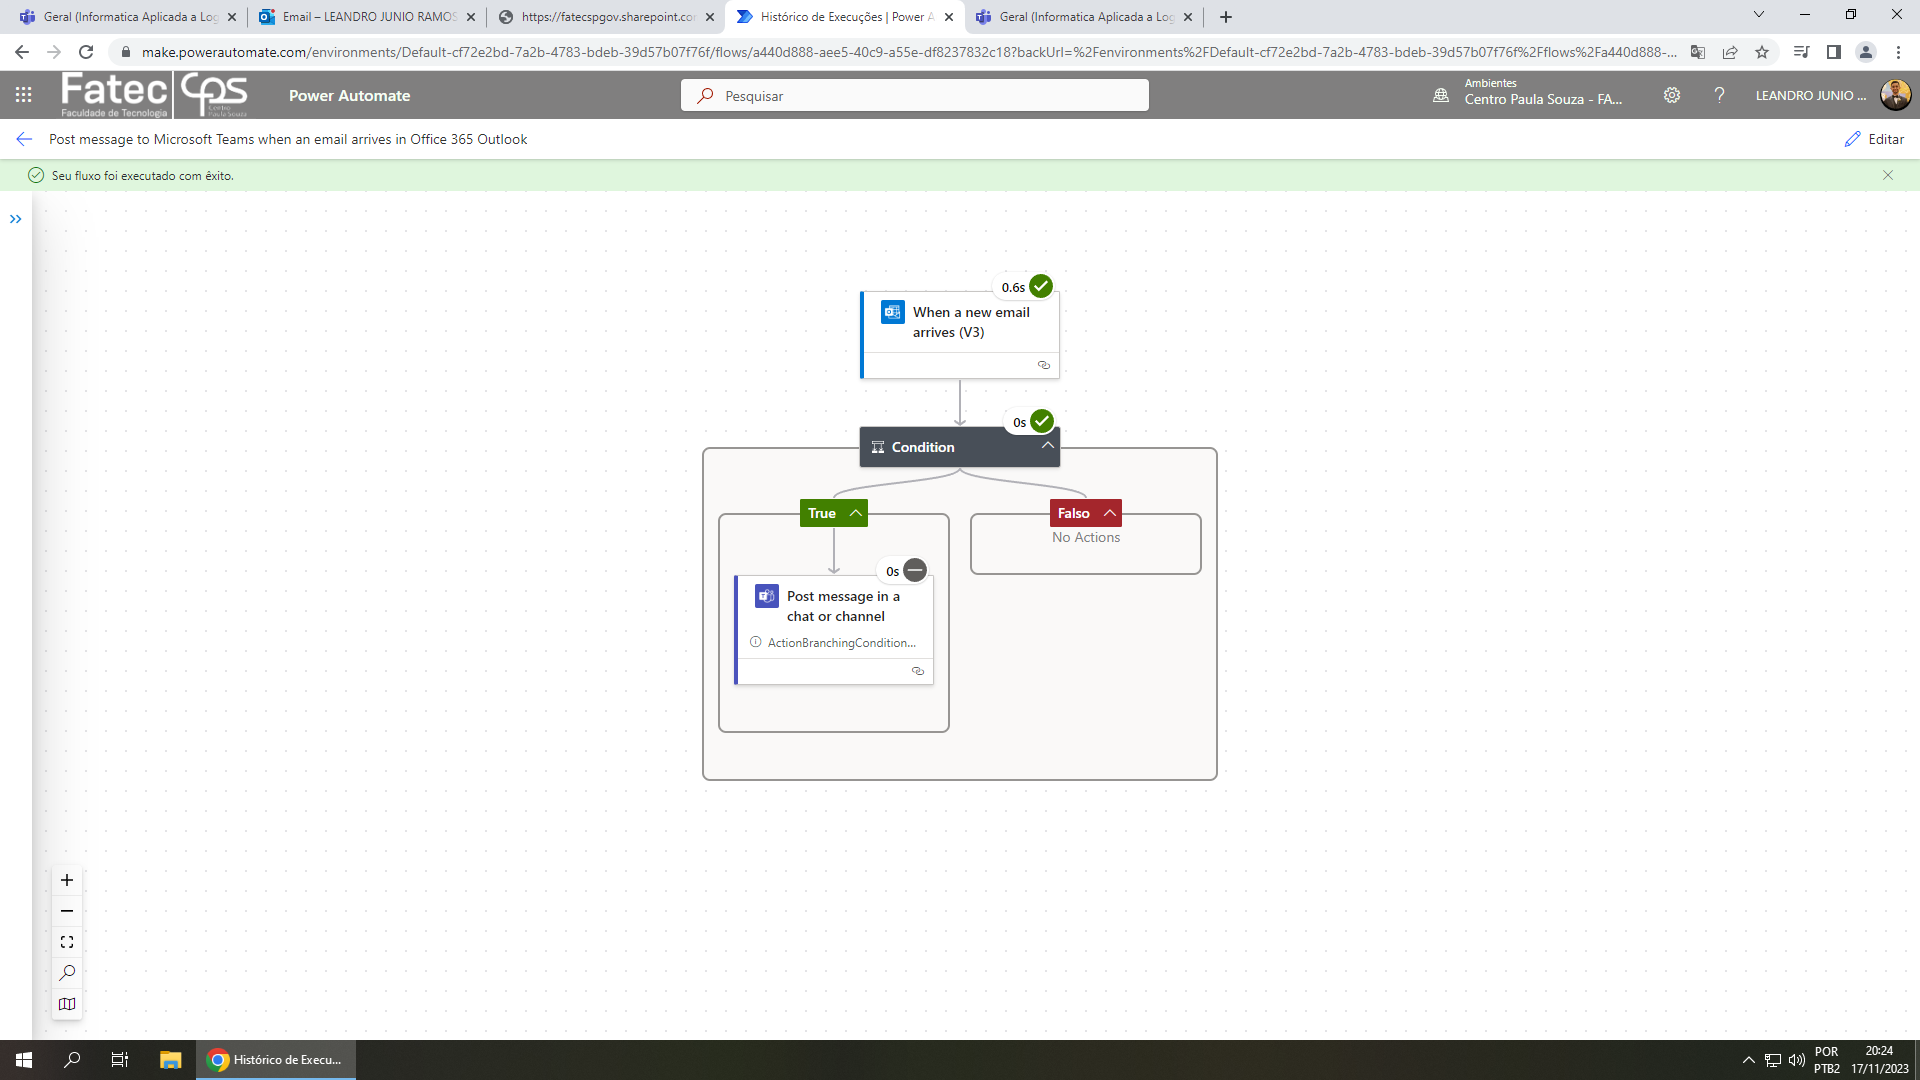 Geral (Informatica Aplicada a Log
Email – LEANDRO JUNIO RAMOS
https://fatecspgov.sharepoint.co
Histórico de Execuções | Power A
Geral (Informatica Aplicada a Log
make.powerautomate.com/environments/Default-cf72e2bd-7a2b-4783-bdeb-39d57b07f76f/flows/a440d888-aee5-40c9-a55e-df8237832c18?backUrl=%2Fenvironments%2FDefault-cf72e2bd-7a2b-4783-bdeb-39d57b07f76f%2Fflows%2Fa440d888-...
Fatec
Faculdade de Tecnologia
cps
Centro
Paula Souza
Power Automate
Pesquisar
Ambientes
Centro Paula Souza - FA...
?
LEANDRO JUNIO ...
Post message to Microsoft Teams when an email arrives in Office 365 Outlook
Editar
Seu fluxo foi executado com êxito.
0.6s
When a new email
arrives (V3)
0s
Condition
True
Falso
No Actions
0s
Post message in a
chat or channel
ActionBranchingCondition...
Histórico de Execu...
POR
PTB2
20:24
17/11/2023